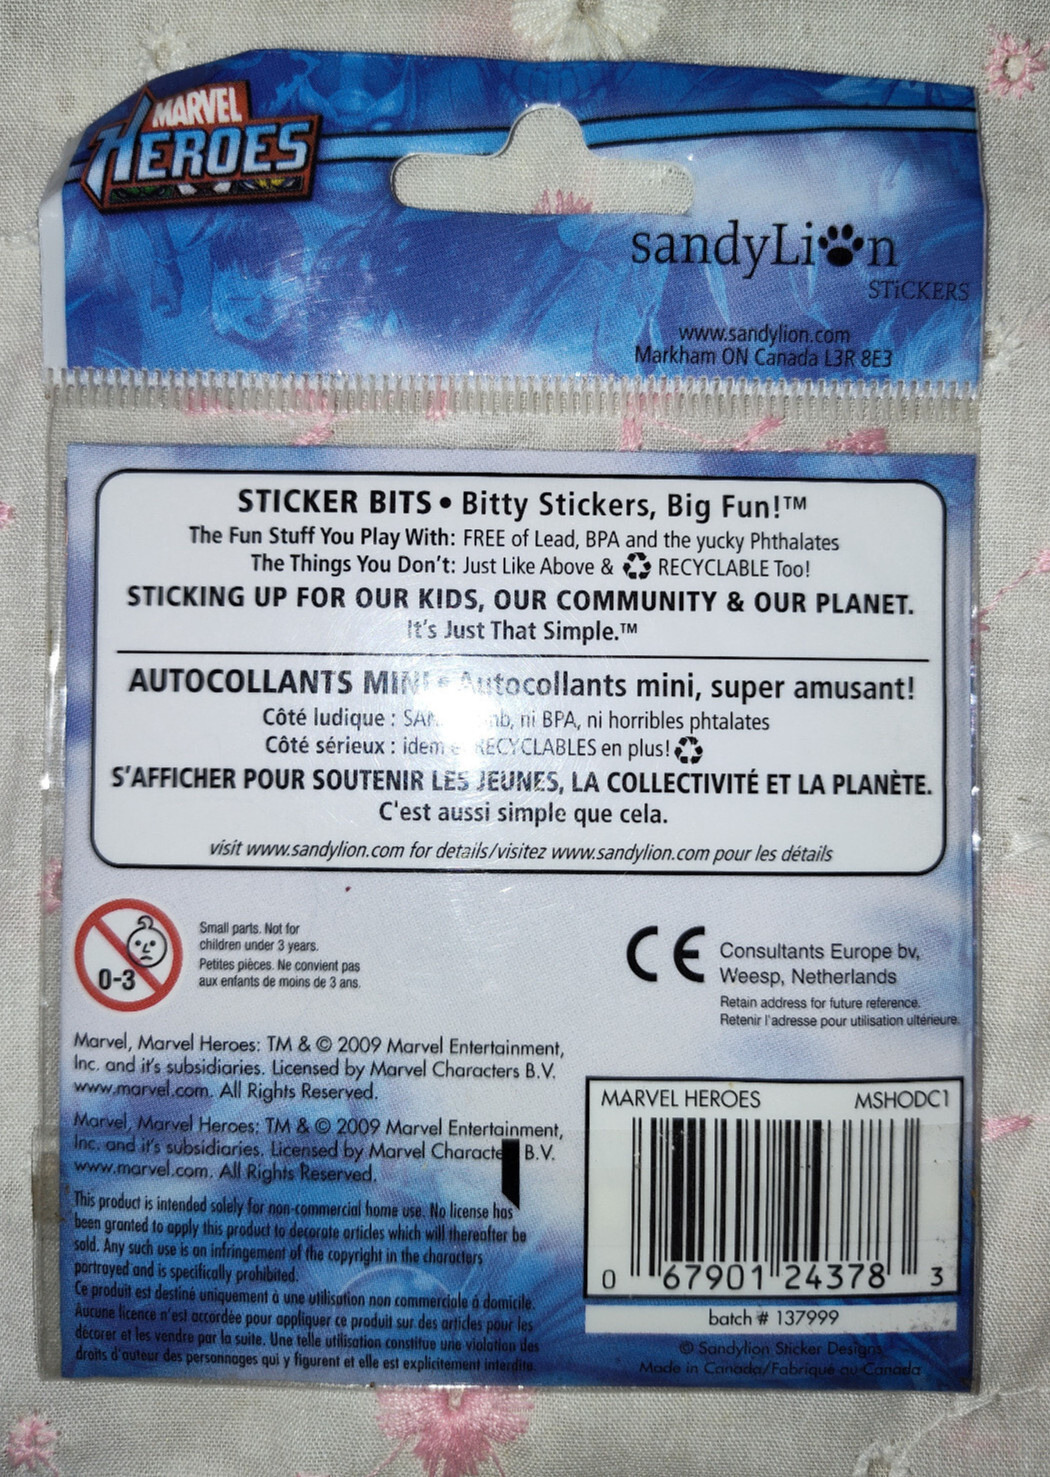 MARVEL
HEROES
sandyLion
STiCKERS
www.sandylion.com
Markham ON Canada L3R 8E3
STICKER BITS • Bitty Stickers, Big Fun!™
The Fun Stuff You Play With: FREE of Lead, BPA and the yucky Phthalates
The Things You Don't: Just Like Above & RECYCLABLE Too!
STICKING UP FOR OUR KIDS, OUR COMMUNITY & OUR PLANET.
It's Just That Simple.™
AUTOCOLLANTS MINI • Autocollants mini, super amusant!
Côté ludique : ni BPA, ni horribles phtalates
Côté sérieux : idem RECYCLABLES en plus!
S'AFFICHER POUR SOUTENIR LES JEUNES, LA COLLECTIVITÉ ET LA PLANÈTE.
C'est aussi simple que cela.
visit www.sandylion.com for details/visitez www.sandylion.com pour les détails
0-3
Small parts. Not for
children under 3 years.
Petites pièces. Ne convient pas
aux enfants de moins de 3 ans.
CE
Consultants Europe bv,
Weesp, Netherlands
Retain address for future reference.
Retenir l'adresse pour utilisation ultérieure.
Marvel, Marvel Heroes: TM & © 2009 Marvel Entertainment,
Inc. and it's subsidiaries. Licensed by Marvel Characters B.V.
www.marvel.com. All Rights Reserved.
Marvel, Marvel Heroes: TM & © 2009 Marvel Entertainment,
Inc. and it's subsidiaries. Licensed by Marvel Characte B.V.
www.marvel.com. All Rights Reserved.
This product is intended solely for non-commercial home use. No license has
been granted to apply this product to decorate articles which will thereafter be
sold. Any such use is an infringement of the copyright in the characters
portrayed and is specifically prohibited.
Ce produit est destiné uniquement à une utilisation non commerciale à domicile.
Aucune licence n'est accordée pour appliquer ce produit sur des articles pour les
décorer et les vendre par la suite. Une telle utilisation constitue une violation des
droits d'auteur des personnages qui y figurent et elle est explicitement interdite.
MARVEL HEROES MSHODC1
0 67901 24378 3
batch # 137999
© Sandylion Sticker Designs
Made in Canada/Fabriqué au Canada